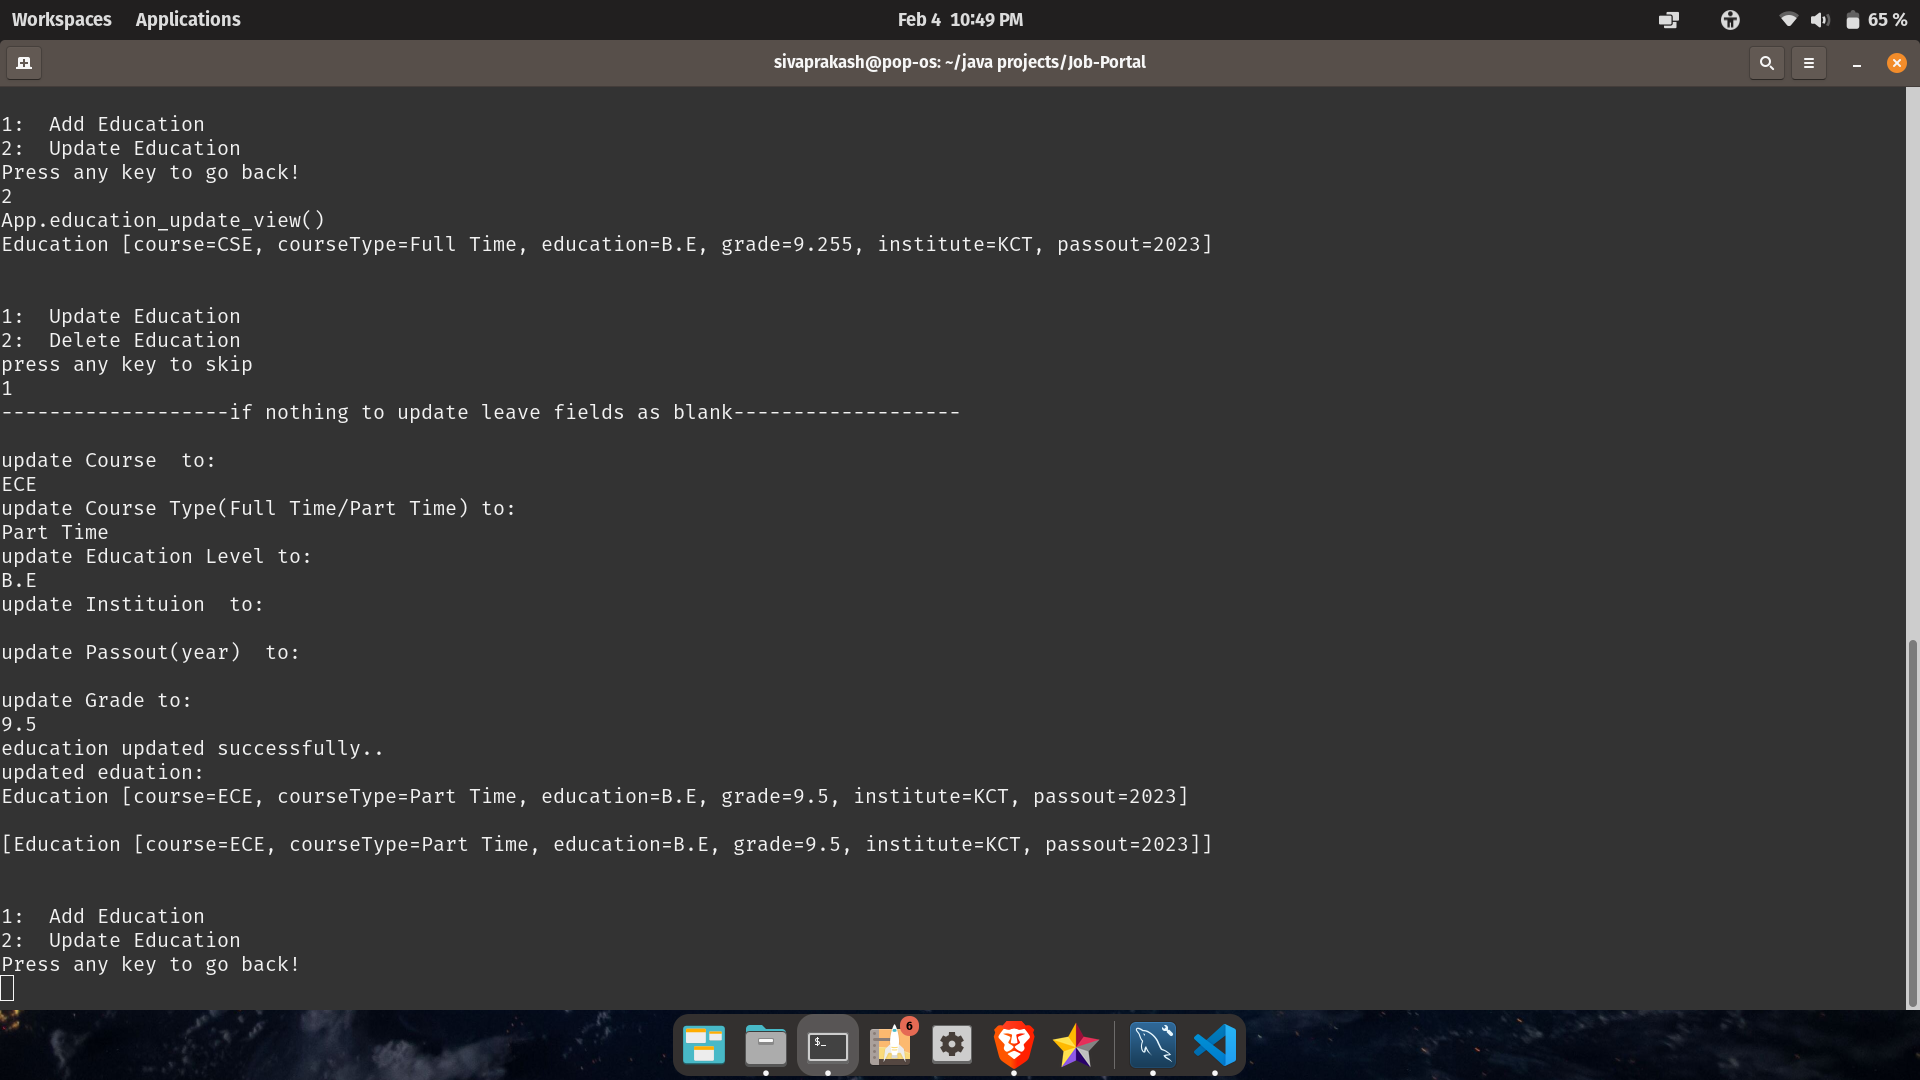 Workspaces Applications Feb 4 10:49 PM 65 %
sivaprakash@pop-os: ~/java projects/Job-Portal
1:  Add Education
2:  Update Education
Press any key to go back!
2
App.education_update_view()
Education [course=CSE, courseType=Full Time, education=B.E, grade=9.255, institute=KCT, passout=2023]
1:  Update Education
2:  Delete Education
press any key to skip
1
-------------------if nothing to update leave fields as blank-------------------
update Course  to:
ECE
update Course Type(Full Time/Part Time) to:
Part Time
update Education Level to:
B.E
update Instituion  to:
update Passout(year)  to:
update Grade to:
9.5
education updated successfully..
updated eduation:
Education [course=ECE, courseType=Part Time, education=B.E, grade=9.5, institute=KCT, passout=2023]
[Education [course=ECE, courseType=Part Time, education=B.E, grade=9.5, institute=KCT, passout=2023]]
1:  Add Education
2:  Update Education
Press any key to go back!
$_
6